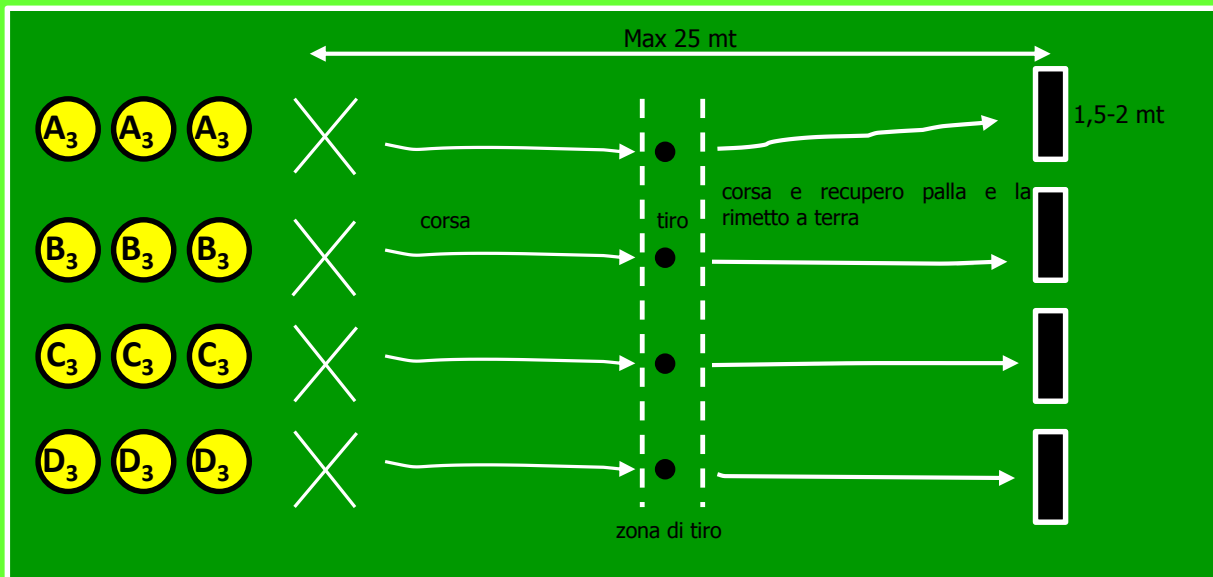 Max 25 mt
A3 A3 A3
1,5-2 mt
corsa e recupero palla e la
rimetto a terra
B3 B3 B3
corsa
tiro
C3 C3 C3
D3 D3 D3
zona di tiro